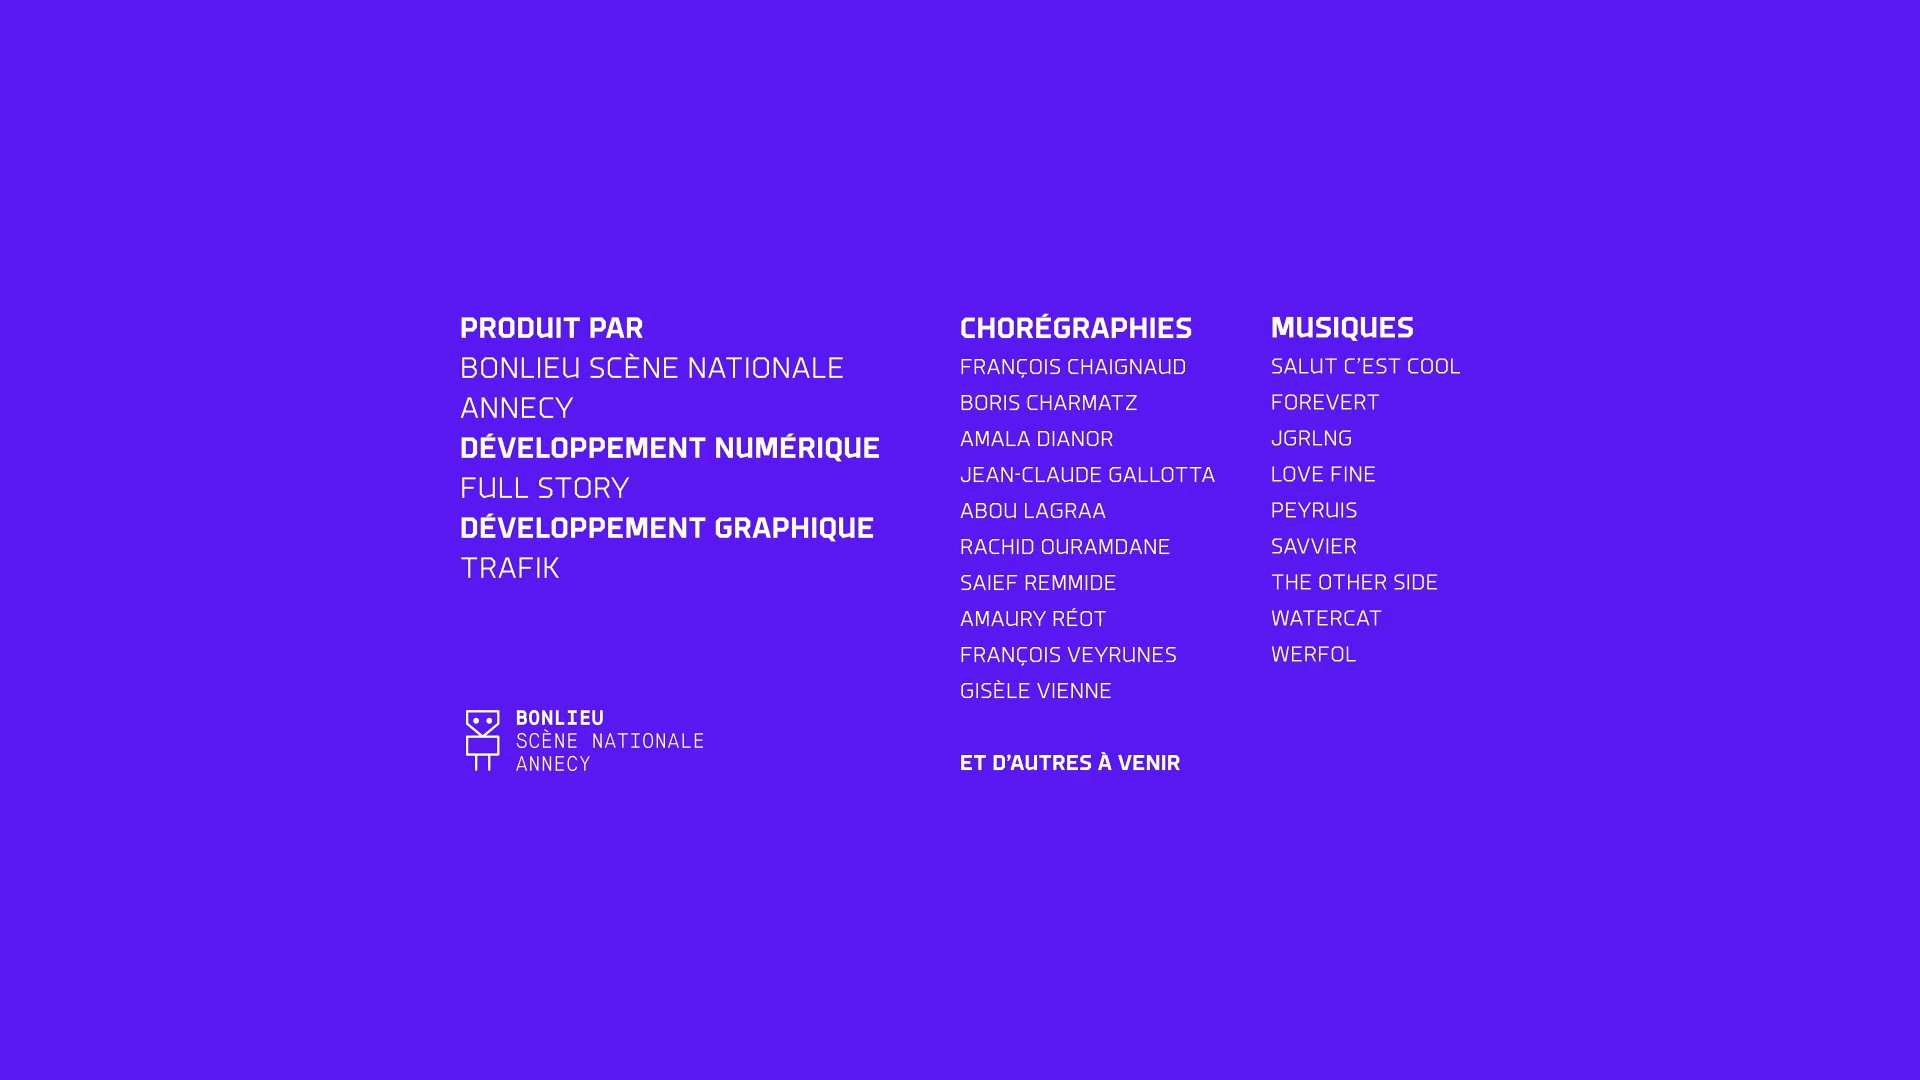 PRODUIT PAR
BONLIEU SCÈNE NATIONALE
ANNECY
DÉVELOPPEMENT NUMÉRIQUE
FULL STORY
DÉVELOPPEMENT GRAPHIQUE
TRAFIK
BONLIEU
SCÈNE NATIONALE
ANNECY
CHORÉGRAPHIES
FRANÇOIS CHAIGNAUD
BORIS CHARMATZ
AMALA DIANOR
JEAN-CLAUDE GALLOTTA
ABOU LAGRAA
RACHID OURAMDANE
SAIEF REMMIDE
AMAURY RÉOT
FRANÇOIS VEYRUNES
GISÈLE VIENNE
ET D’AUTRES À VENIR
MUSIQUES
SALUT C’EST COOL
FOREVERT
JGRLNG
LOVE FINE
PEYRUIS
SAVVIER
THE OTHER SIDE
WATERCAT
WERFOL